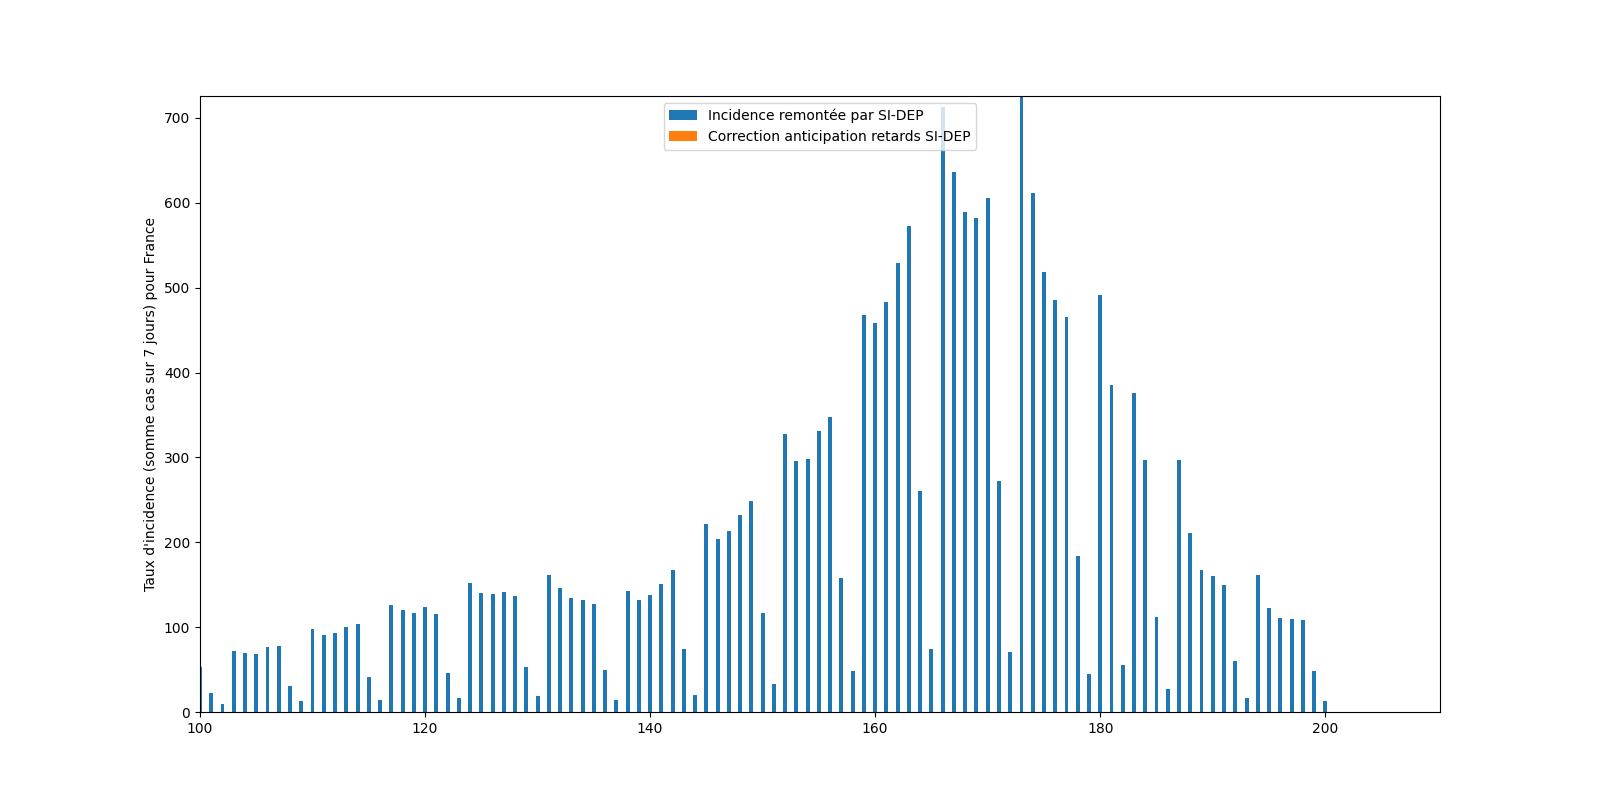 Incidence remontée par SI-DEP
Correction anticipation retards SI-DEP
Taux d'incidence (somme cas sur 7 jours) pour France
700
600
500
400
300
200
100
0
100 120 140 160 180 200